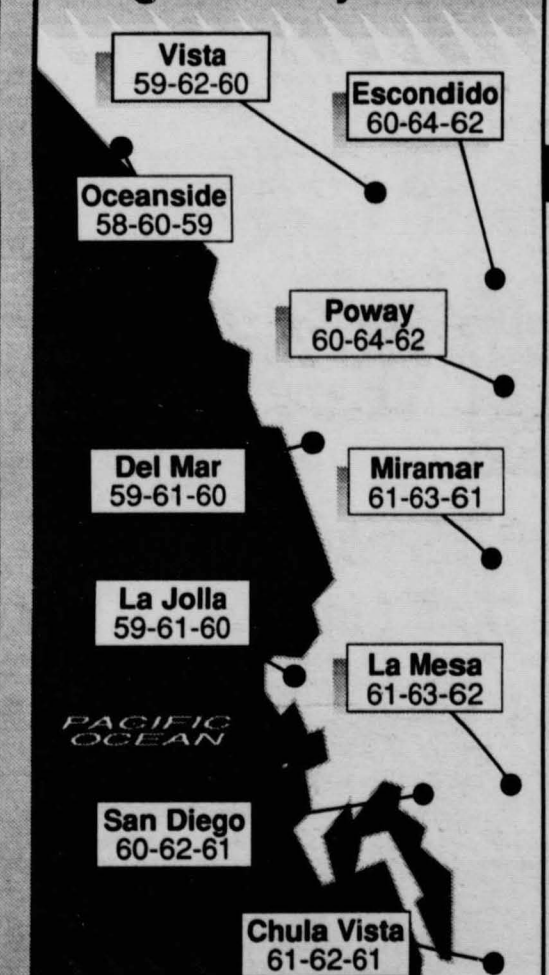 Vista
59-62-60
Escondido
60-64-62
Oceanside
58-60-59
Poway
60-64-62
Del Mar
59-61-60
Miramar
61-63-61
La Jolla
59-61-60
La Mesa
61-63-62
PACIFIC
OCEAN
San Diego
60-62-61
Chula Vista
61-62-61